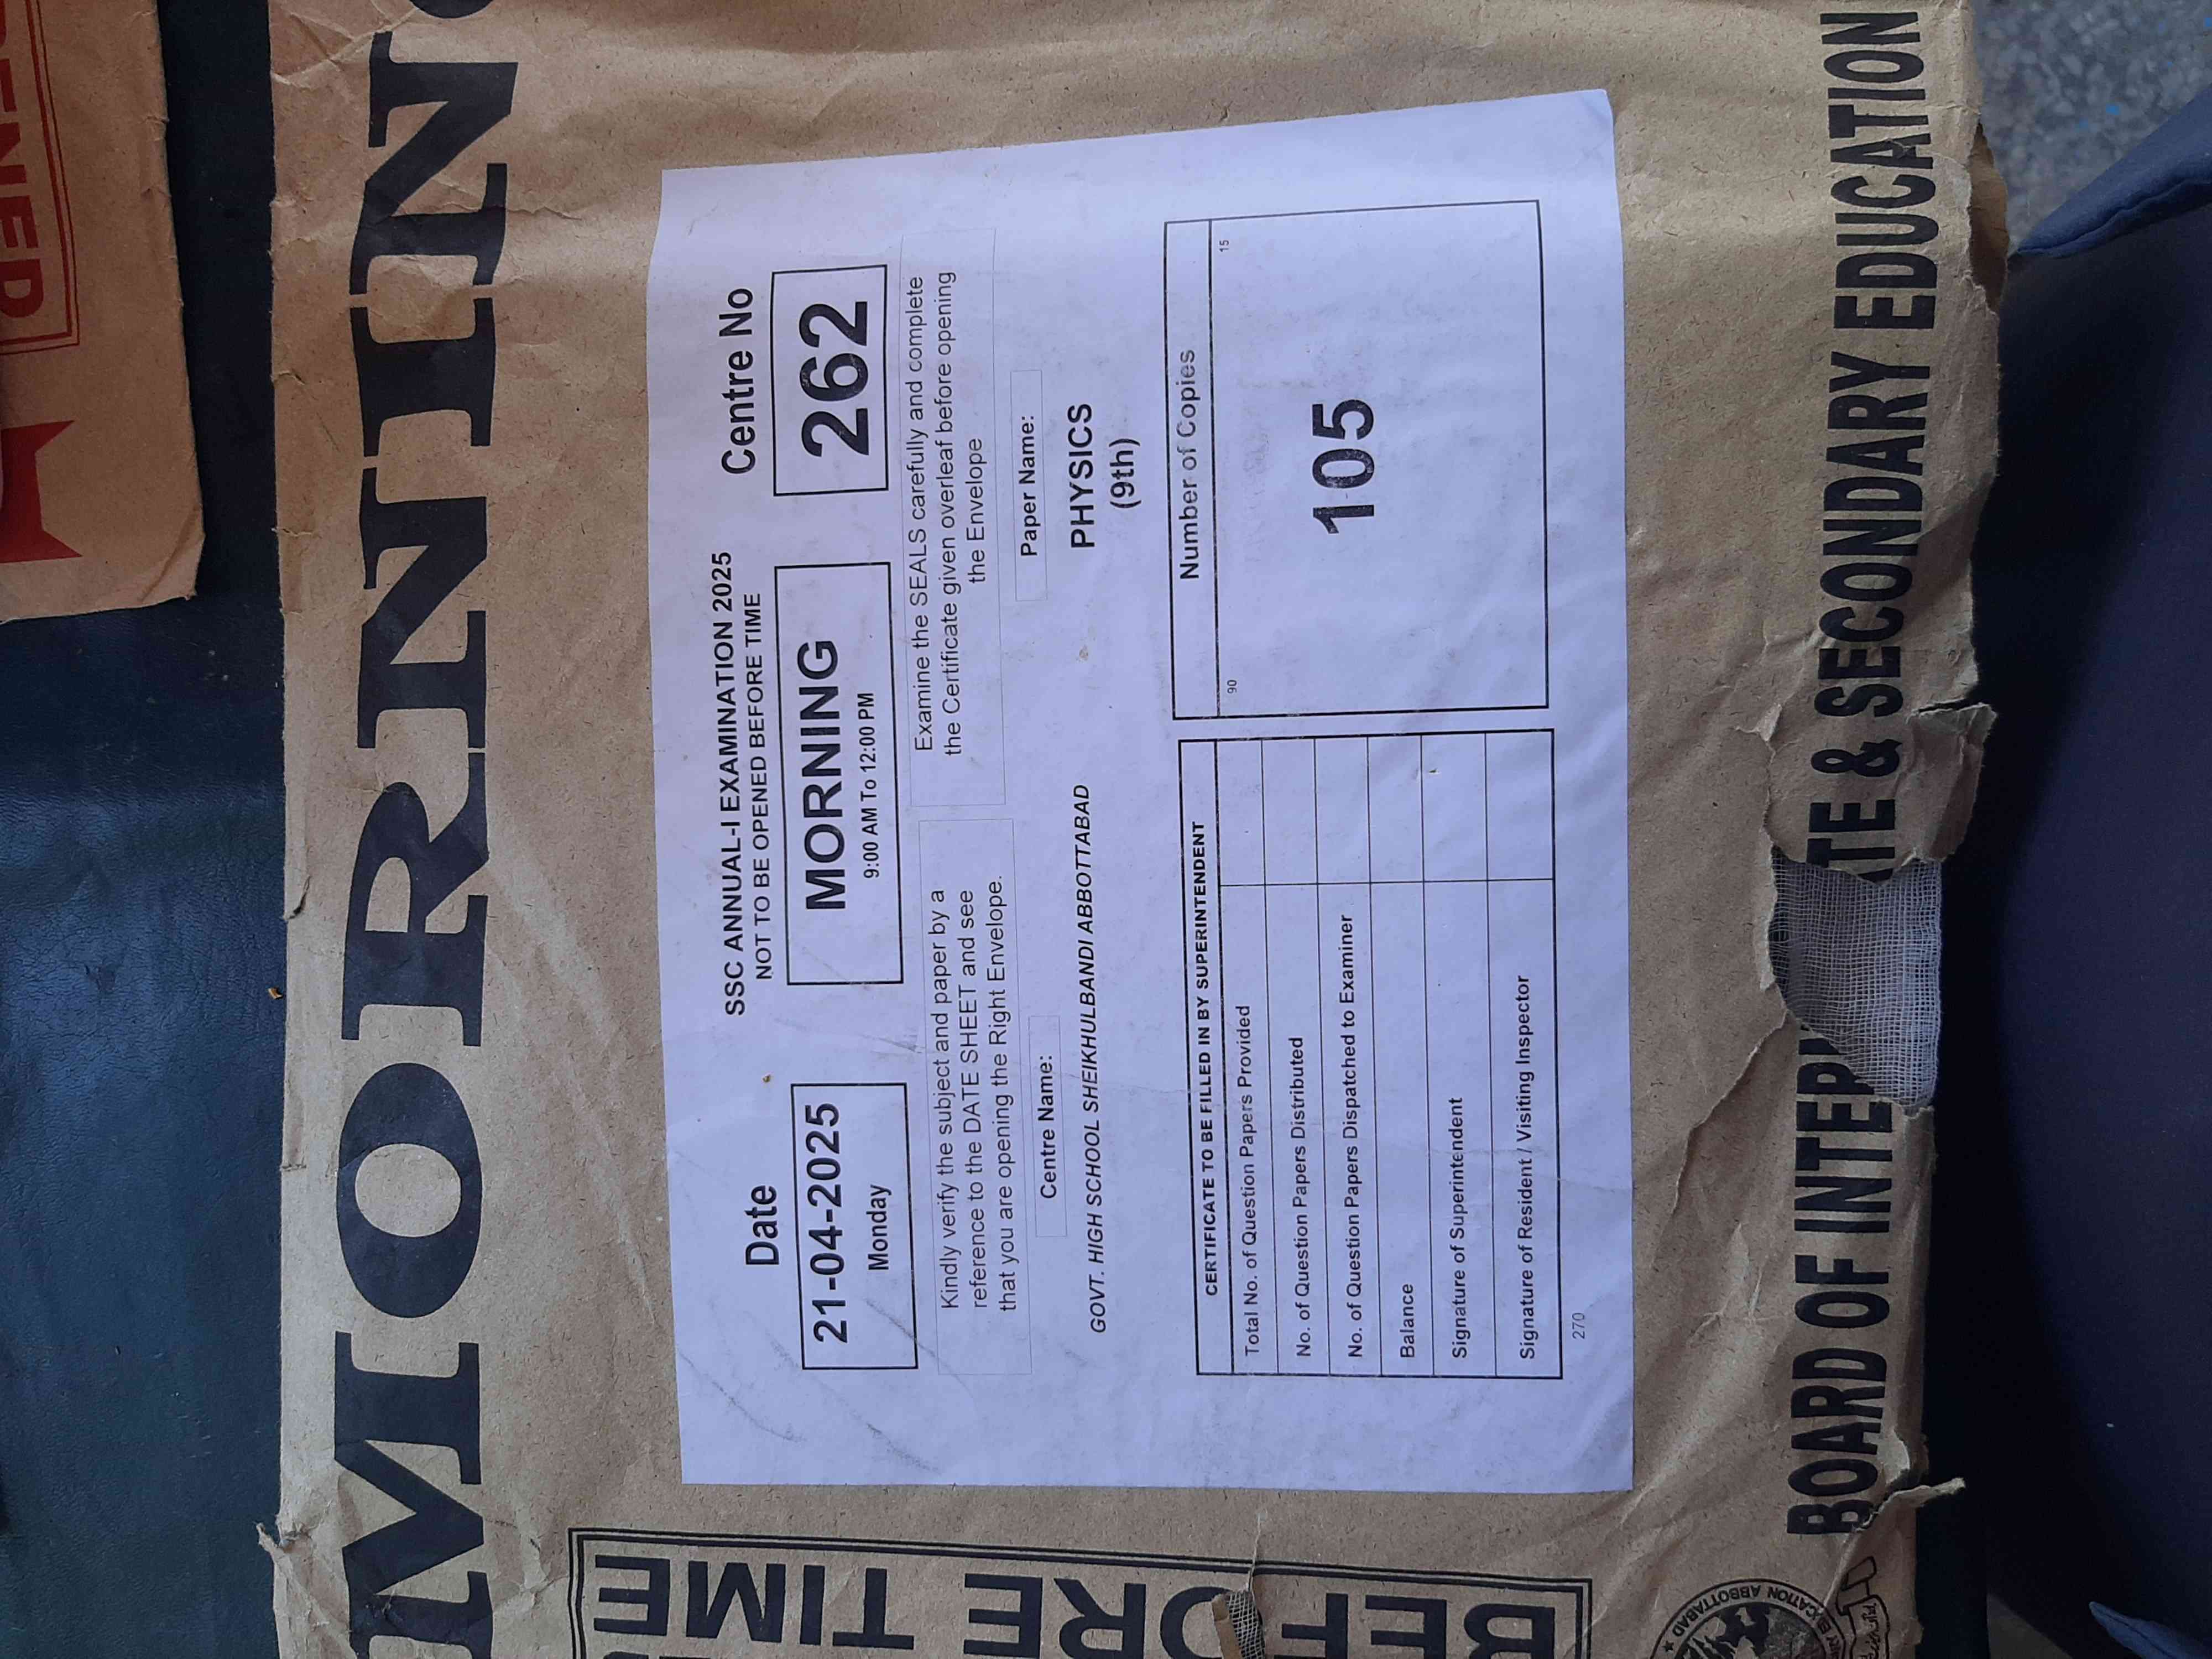 MORNIN
SSC ANNUAL-I EXAMINATION 2025
NOT TO BE OPENED BEFORE TIME
Date
21-04-2025
Monday
MORNING
9:00 AM To 12:00 PM
Centre No
262
Kindly verify the subject and paper by a
reference to the DATE SHEET and see
that you are opening the Right Envelope.
Examine the SEALS carefully and complete
the Certificate given overleaf before opening
the Envelope
Centre Name:
GOVT. HIGH SCHOOL SHEIKHULBANDI ABBOTTABAD
Paper Name:
PHYSICS
(9th)
CERTIFICATE TO BE FILLED IN BY SUPERINTENDENT
Total No. of Question Papers Provided
No. of Question Papers Distributed
No. of Question Papers Dispatched to Examiner
Balance
Signature of Superintendent
Signature of Resident / Visiting Inspector
270
Number of Copies
90
15
105
BOARD OF INTER TE & SECONDARY EDUCATION
BEFORE TIME
CATION ABBOTTABAD ★
ENED